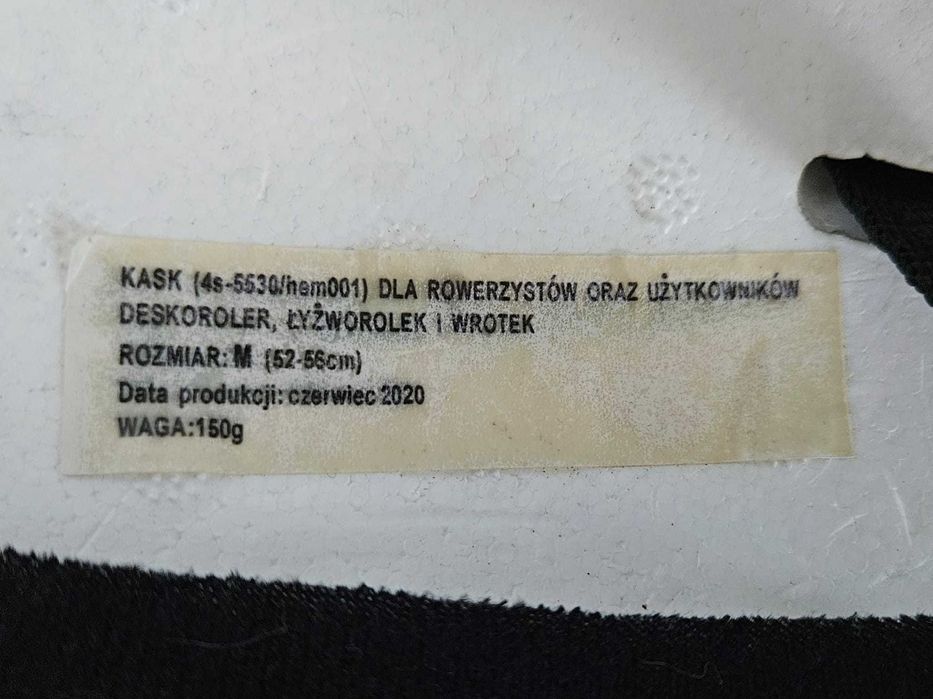 KASK (4s-5530/hem001) DLA ROWERZYSTÓW ORAZ UŻYTKOWNIKÓW
DESKOROLER, ŁYŻWOROLEK I WROTEK
ROZMIAR: M (52-56cm)
Data produkcji: czerwiec 2020
WAGA:150g